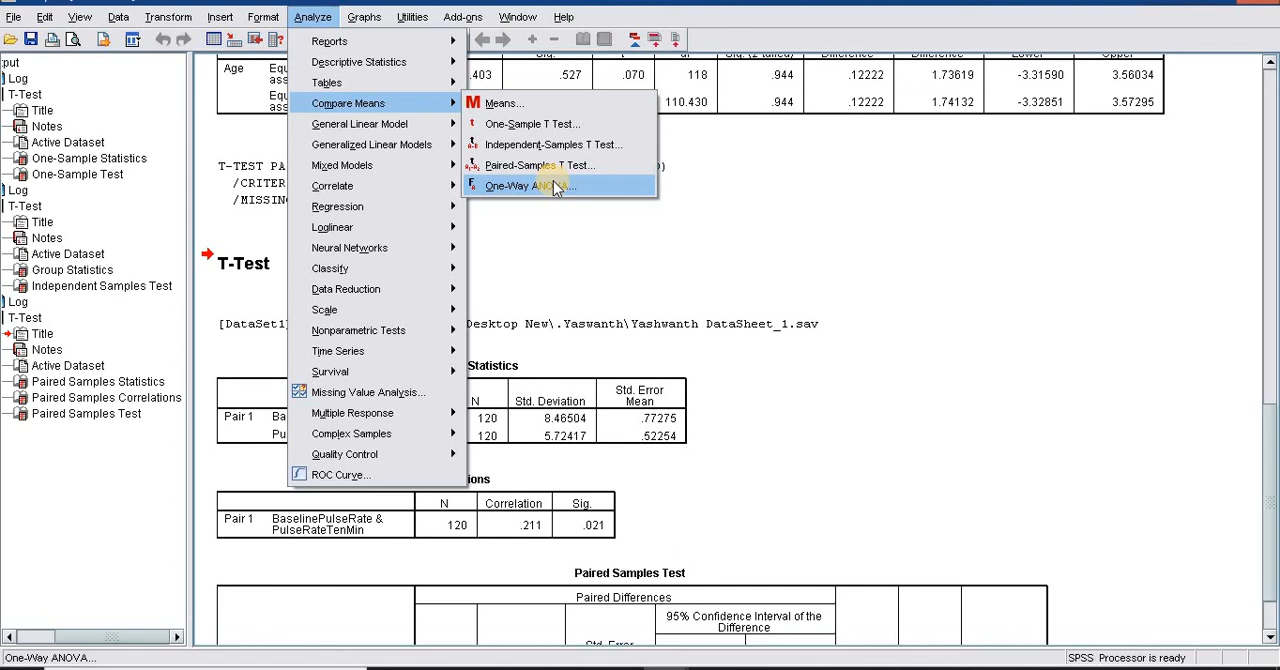 File Edit View Data Transform Insert Format Analyze Graphs Utilities Add-ons Window Help
Reports
Descriptive Statistics
Tables
Compare Means
General Linear Model
Generalized Linear Models
Mixed Models
Correlate
Regression
Loglinear
Neural Networks
Classify
Data Reduction
Scale
Nonparametric Tests
Time Series
Survival
Missing Value Analysis...
Multiple Response
Complex Samples
Quality Control
ROC Curve...
Means...
One-Sample T Test...
Independent-Samples T Test...
Paired-Samples T Test...
One-Way ANOVA...
Log
T-Test
Title
Notes
Active Dataset
One-Sample Statistics
One-Sample Test
Log
T-Test
Title
Notes
Active Dataset
Group Statistics
Independent Samples Test
Log
T-Test
Title
Notes
Active Dataset
Paired Samples Statistics
Paired Samples Correlations
Paired Samples Test
Difference Difference Lower Upper
Age .403 .527 .070 118 .944 .12222 1.73619 -3.31590 3.56034
110.430 .944 .12222 1.74132 -3.32851 3.57295
T-TEST
T-Test
[DataSet1] Desktop New\.Yaswanth\Yashwanth DataSheet_1.sav
Statistics
N Std. Deviation Std. Error
Mean
Pair 1 120 8.46504 .77275
120 5.72417 .52254
N Correlation Sig.
Pair 1 BaselinePulseRate &
PulseRateTenMin 120 .211 .021
Paired Samples Test
Paired Differences
95% Confidence Interval of the
Difference
Std. Error
One-Way ANOVA...
SPSS Processor is ready